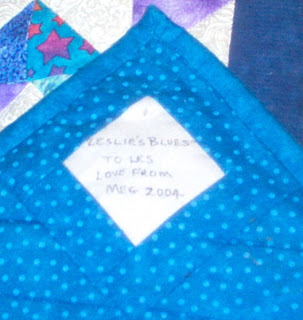 LESLIE'S BLUES
TO LES
LOVE FROM
MEG 2004